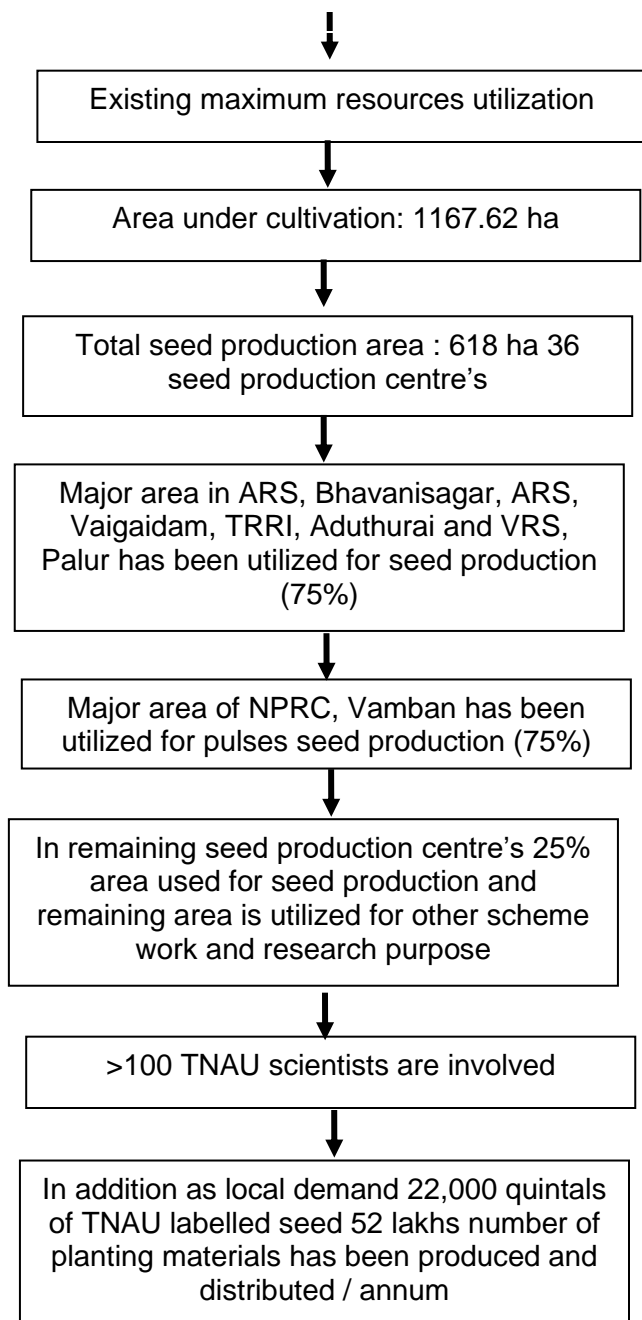 Existing maximum resources utilization
Area under cultivation: 1167.62 ha
Total seed production area : 618 ha 36
seed production centre’s
Major area in ARS, Bhavanisagar, ARS,
Vaigaidam, TRRI, Aduthurai and VRS,
Palur has been utilized for seed production
(75%)
Major area of NPRC, Vamban has been
utilized for pulses seed production (75%)
In remaining seed production centre’s 25%
area used for seed production and
remaining area is utilized for other scheme
work and research purpose
>100 TNAU scientists are involved
In addition as local demand 22,000 quintals
of TNAU labelled seed 52 lakhs number of
planting materials has been produced and
distributed / annum